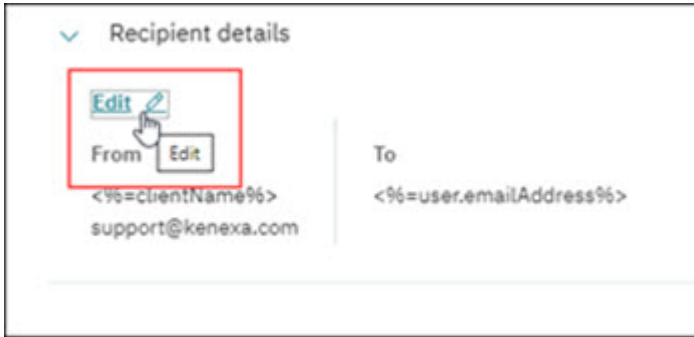 Recipient details
Edit
From
Edit
<%=clientName%>
support@kenexa.com
To
<%=user.emailAddress%>